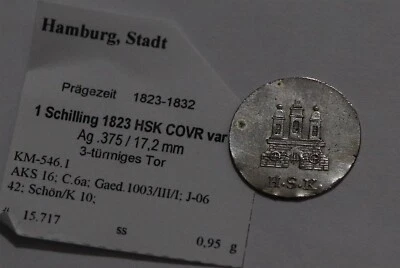 Hamburg, Stadt
Prägezeit 1823-1832
1 Schilling 1823 HSK COVR var
Ag .375 / 17,2 mm
3-türmiges Tor
KM-546.1
AKS 16; C.6a; Gaed.1003/III/1; J-06
42; Schön/K 10;
# 15.717 ss 0,95 g
H.S.K.